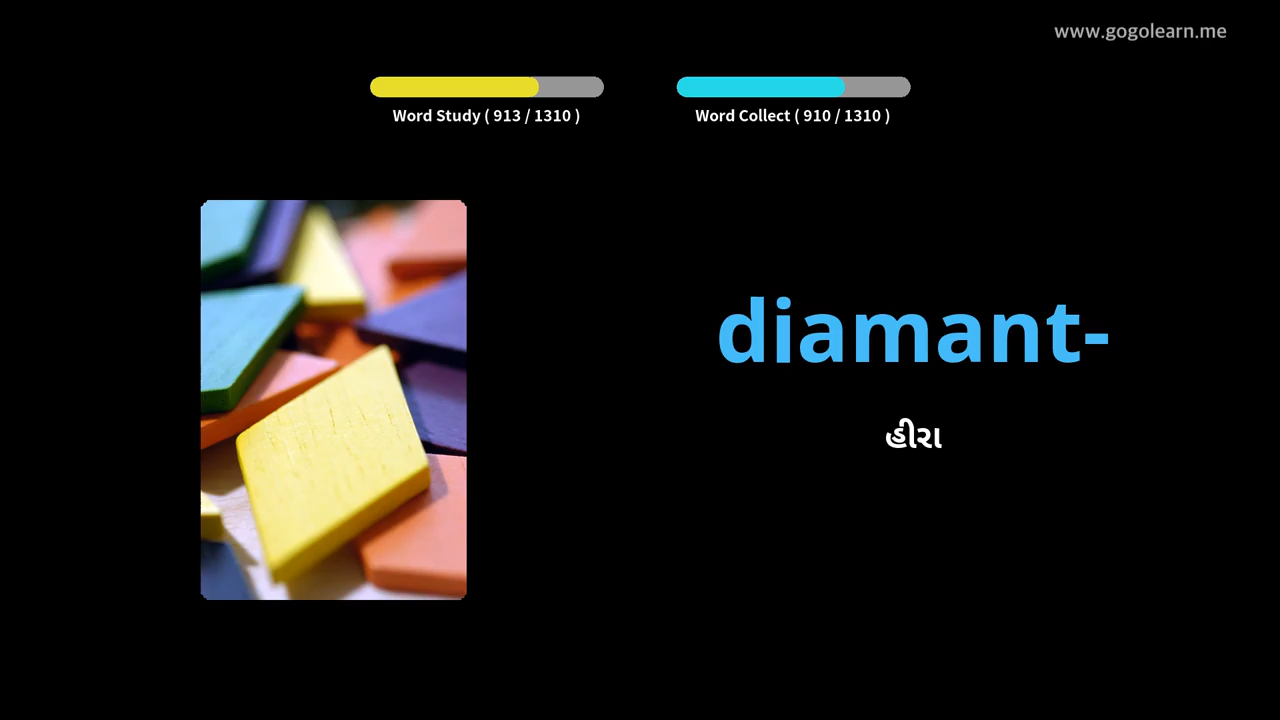 www.gogolearn.me
Word Study ( 913 / 1310 )
Word Collect ( 910 / 1310 )
diamant-
હીરા